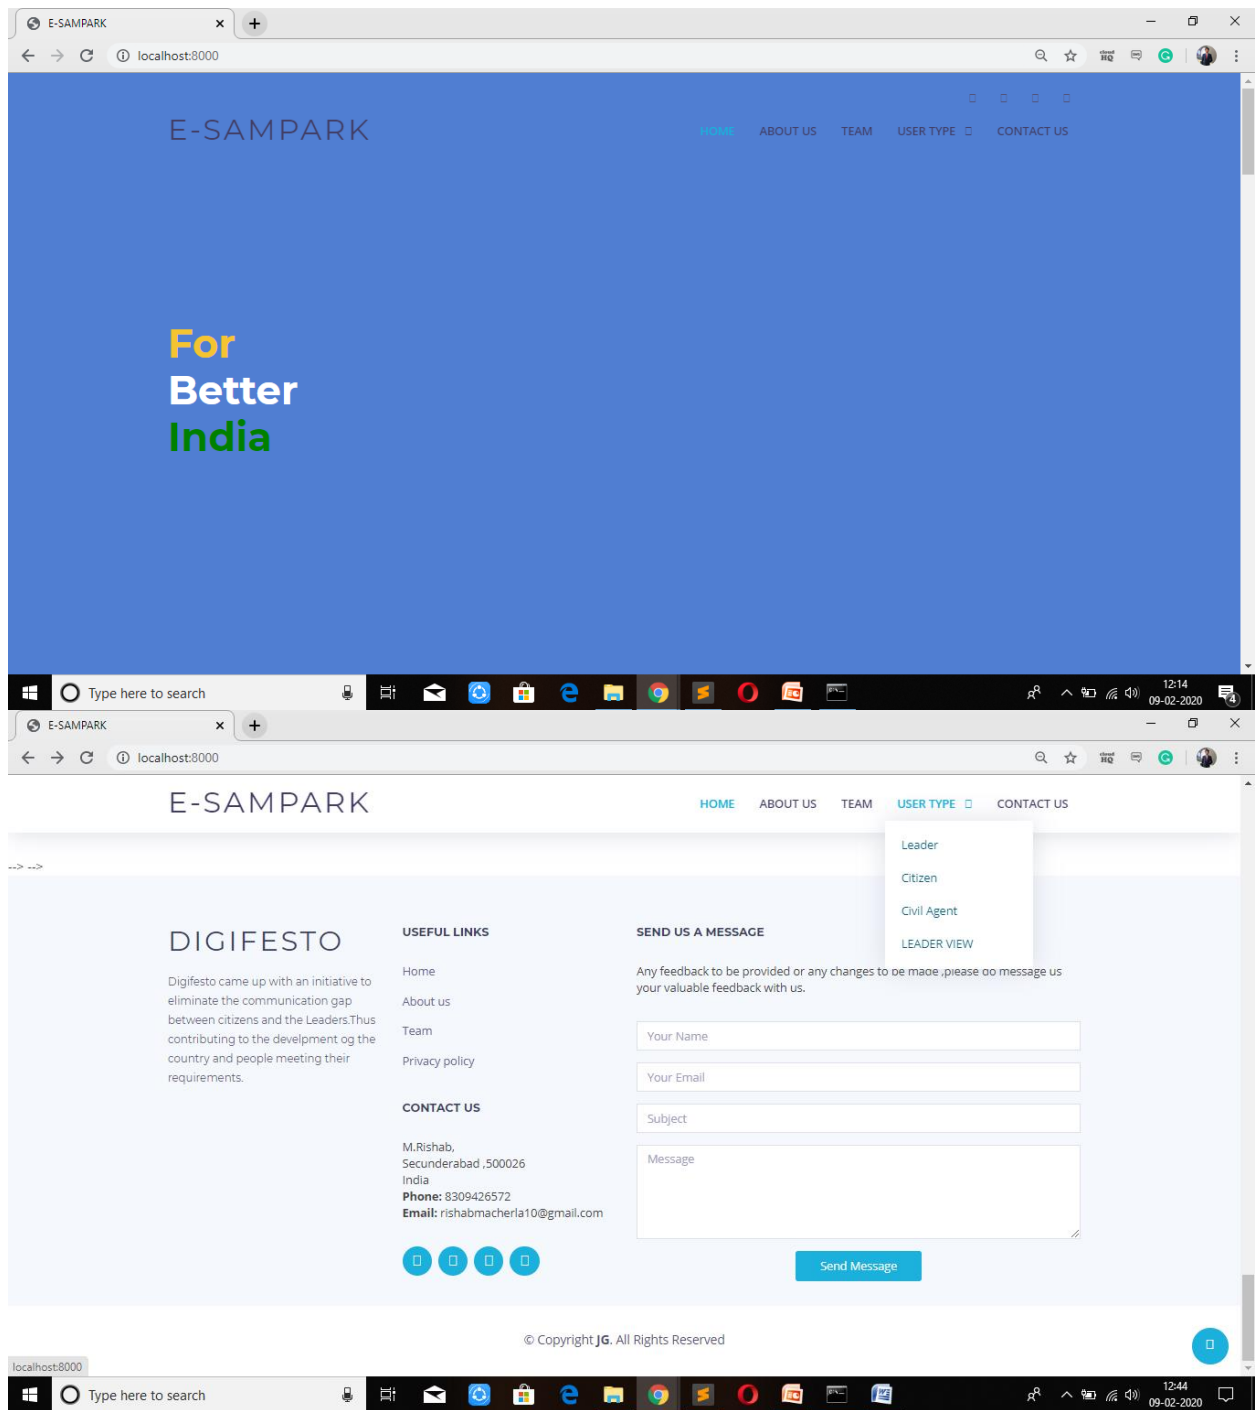 E-SAMPARK
localhost:8000
cloud HQ
E-SAMPARK
HOME ABOUT US TEAM USER TYPE CONTACT US
For
Better
India
Type here to search
12:14
09-02-2020
4
E-SAMPARK
localhost:8000
cloud HQ
E-SAMPARK
HOME ABOUT US TEAM USER TYPE CONTACT US
Leader
Citizen
Civil Agent
LEADER VIEW
--> -->
DIGIFESTO
Digifesto came up with an initiative to
eliminate the communication gap
between citizens and the Leaders.Thus
contributing to the develpment og the
country and people meeting their
requirements.
USEFUL LINKS
Home
About us
Team
Privacy policy
CONTACT US
M.Rishab,
Secunderabad ,500026
India
Phone: 8309426572
Email: rishabmacherla10@gmail.com
SEND US A MESSAGE
Any feedback to be provided or any changes to be made ,please do message us
your valuable feedback with us.
Your Name
Your Email
Subject
Message
Send Message
© Copyright JG. All Rights Reserved
localhost:8000
Type here to search
12:44
09-02-2020